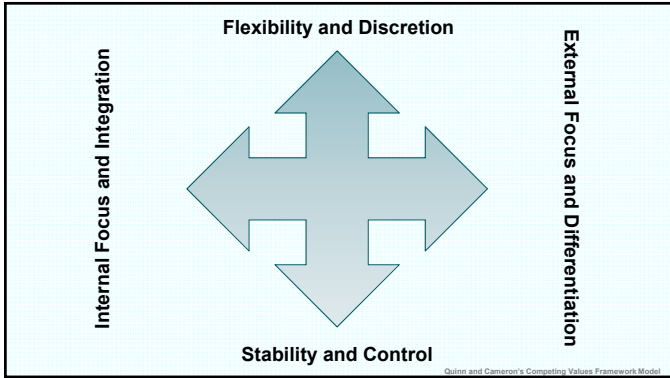 Flexibility and Discretion
Internal Focus and Integration
External Focus and Differentiation
Stability and Control
Quinn and Cameron's Competing Values Framework Model